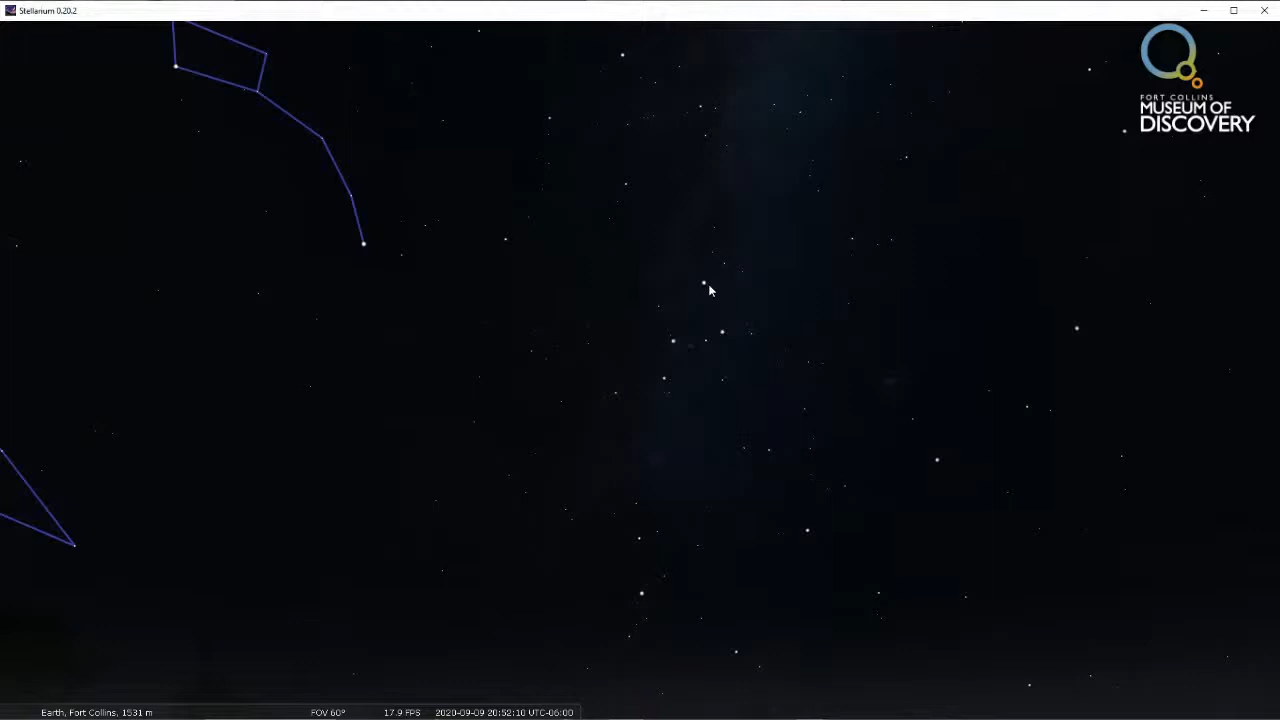 Stellarium 0.20.2
FORT COLLINS
MUSEUM OF
DISCOVERY
Earth, Fort Collins, 1531 m FOV 60° 17.9 FPS 2020-09-09 20:52:10 UTC-06:00